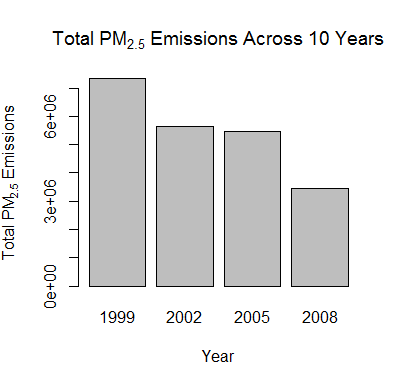 Total PM2.5 Emissions Across 10 Years
Total PM2.5 Emissions
6e+06
3e+06
0e+00
1999 2002 2005 2008
Year